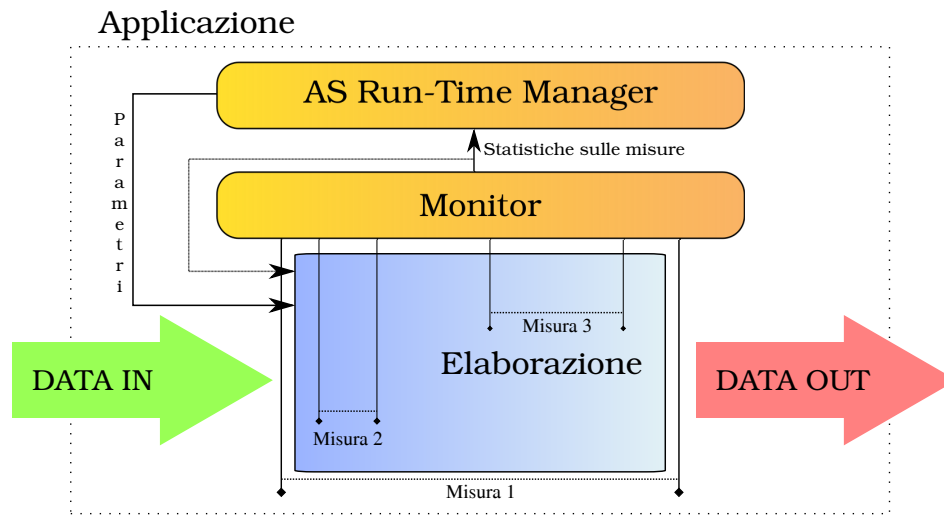 Applicazione
AS Run-Time Manager
Parametri
Statistiche sulle misure
Monitor
Misura 3
Elaborazione
DATA IN
DATA OUT
Misura 2
Misura 1